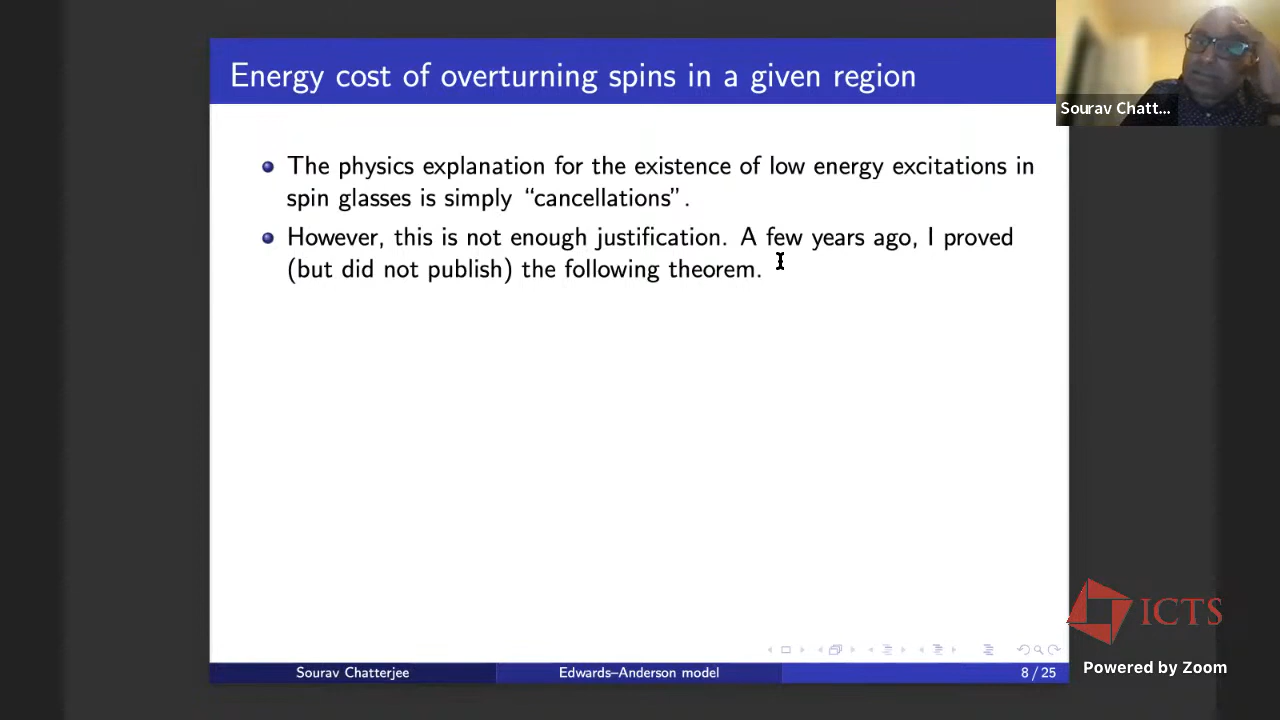 Energy cost of overturning spins in a given region
Sourav Chatt...
The physics explanation for the existence of low energy excitations in
spin glasses is simply “cancellations”.
However, this is not enough justification. A few years ago, I proved
(but did not publish) the following theorem.
ICTS
Powered by Zoom
Sourav Chatterjee
Edwards–Anderson model
8 / 25